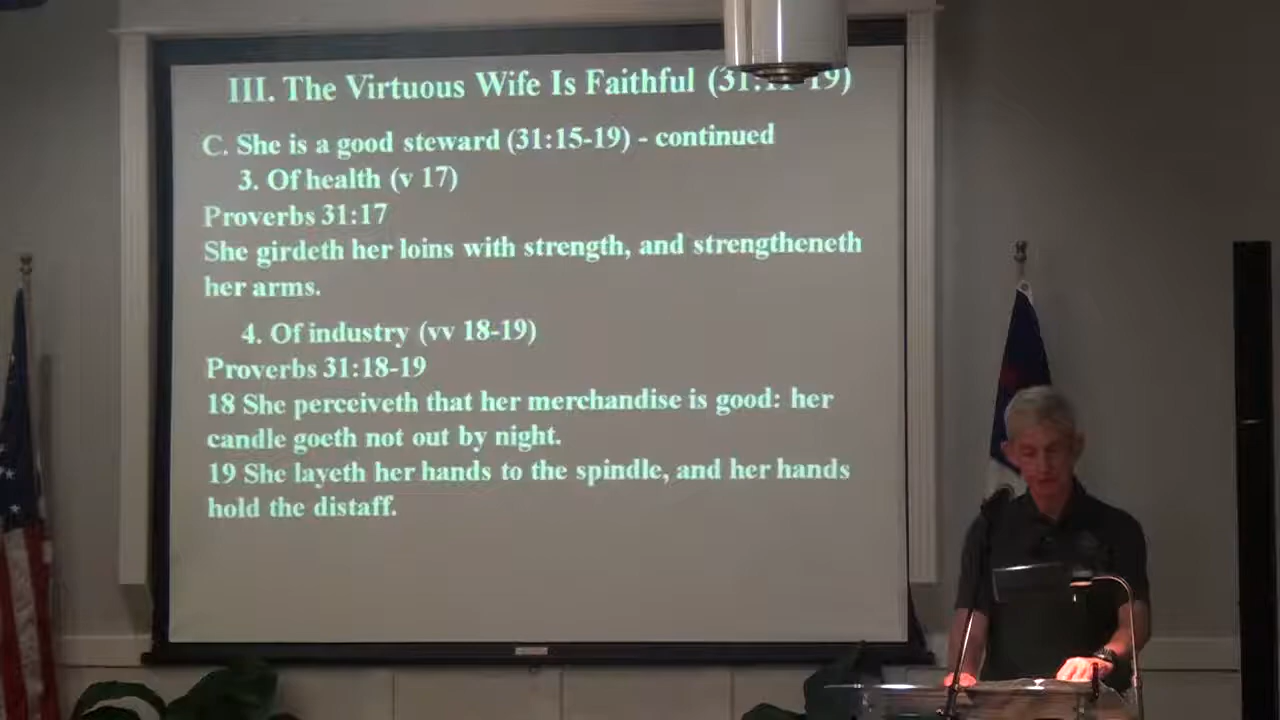 III. The Virtuous Wife Is Faithful (31:11-19)
C. She is a good steward (31:15-19) - continued
3. Of health (v 17)
Proverbs 31:17
She girdeth her loins with strength, and strengtheneth
her arms.
4. Of industry (vv 18-19)
Proverbs 31:18-19
18 She perceiveth that her merchandise is good: her
candle goeth not out by night.
19 She layeth her hands to the spindle, and her hands
hold the distaff.